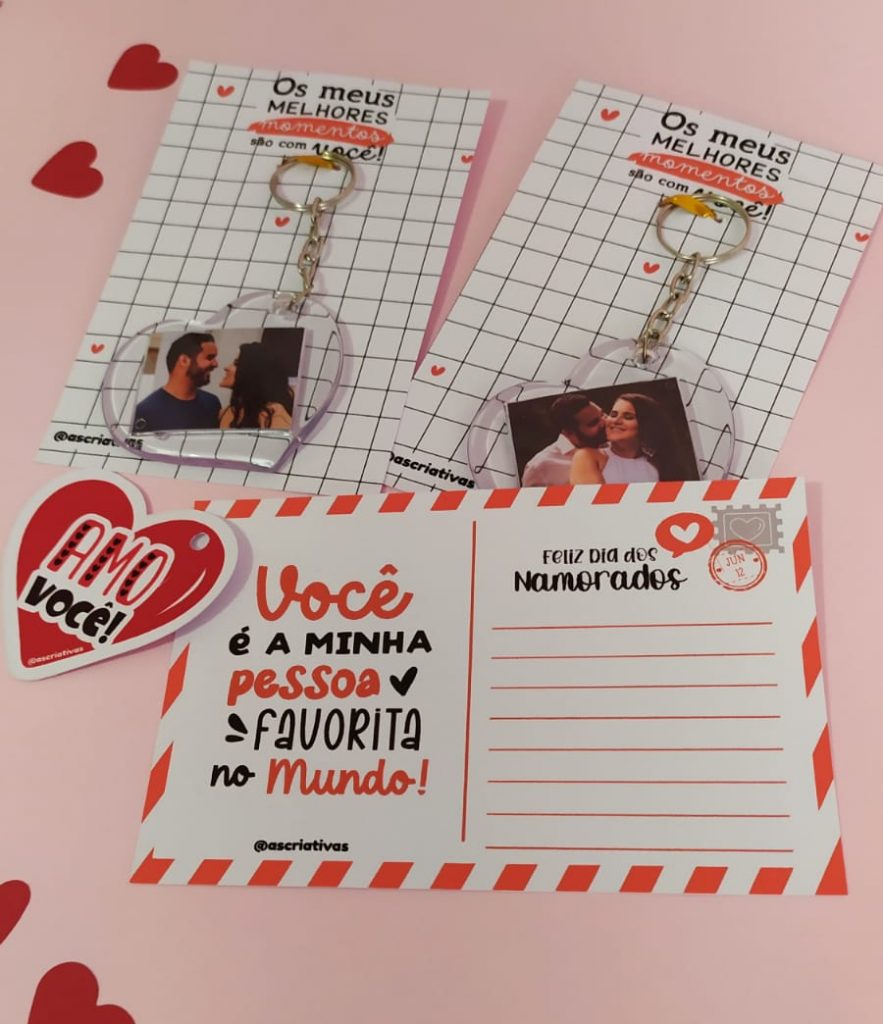 Os meus
MELHORES
momentos
são com você!
@ascriativas
Os meus
MELHORES
momentos
são com você!
@ascriativas
AMO
VOCÊ!
@ascriativas
Você
é A MINHA
pessoa
FAVORITA
no Mundo!
@ascriativas
Feliz Dia dos
Namorados
JUN
12